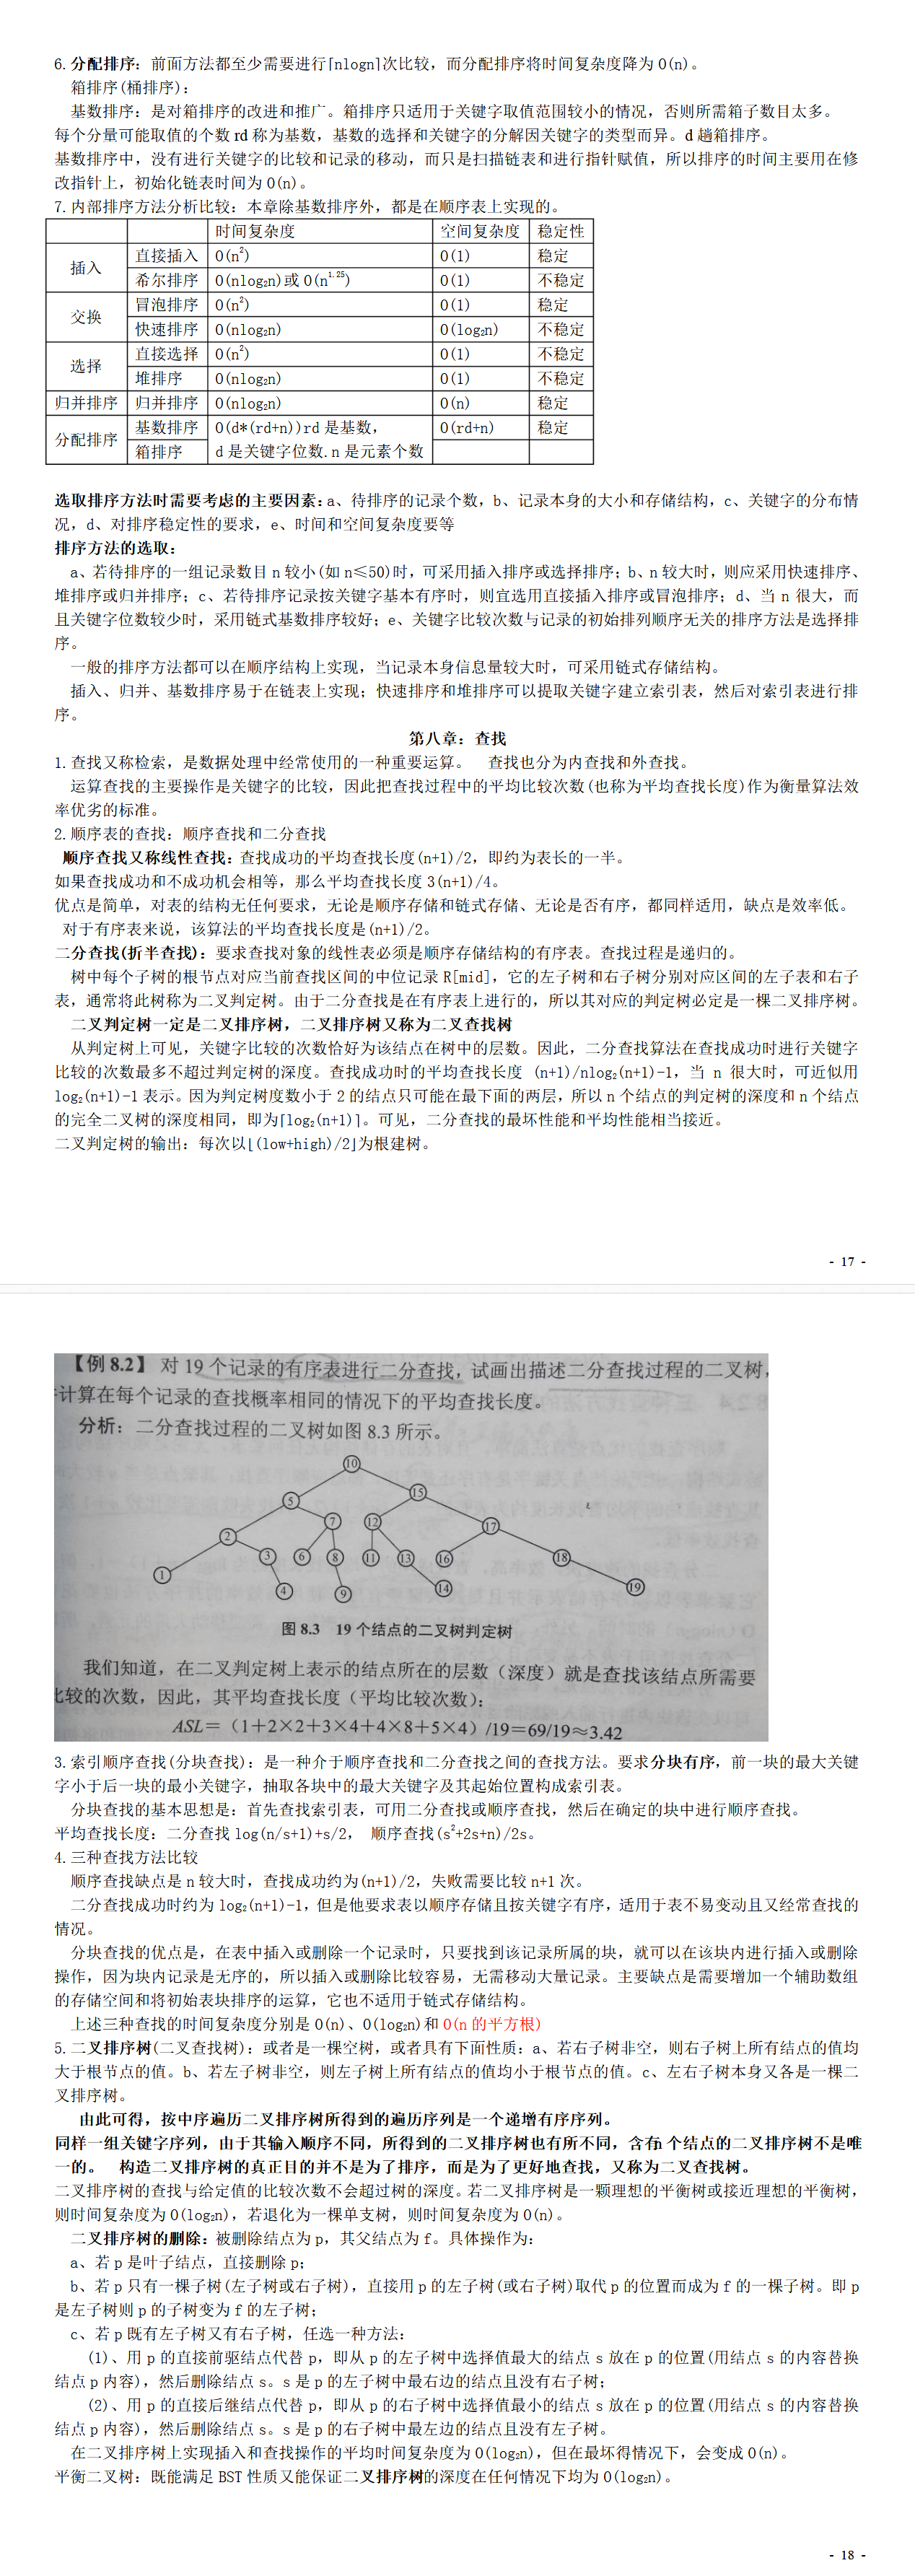 6.分配排序：前面方法都至少需要进行⌈nlogn⌉次比较，而分配排序将时间复杂度降为 O(n)。
箱排序(桶排序)：
基数排序：是对箱排序的改进和推广。箱排序只适用于关键字取值范围较小的情况，否则所需箱子数目太多。
每个分量可能取值的个数 rd 称为基数，基数的选择和关键字的分解因关键字的类型而异。d 趟箱排序。
基数排序中，没有进行关键字的比较和记录的移动，而只是扫描链表和进行指针赋值，所以排序的时间主要用在修
改指针上，初始化链表时间为 O(n)。
7.内部排序方法分析比较：本章除基数排序外，都是在顺序表上实现的。
时间复杂度 空间复杂度 稳定性
插入 直接插入 O(n²) O(1) 稳定
希尔排序 O(nlog₂n)或 O(n^1.25) O(1) 不稳定
交换 冒泡排序 O(n²) O(1) 稳定
快速排序 O(nlog₂n) O(log₂n) 不稳定
选择 直接选择 O(n²) O(1) 不稳定
堆排序 O(nlog₂n) O(1) 不稳定
归并排序 归并排序 O(nlog₂n) O(n) 稳定
分配排序 基数排序 O(d*(rd+n))rd 是基数， O(rd+n) 稳定
箱排序 d 是关键字位数.n 是元素个数
选取排序方法时需要考虑的主要因素：a、待排序的记录个数，b、记录本身的大小和存储结构，c、关键字的分布情
况，d、对排序稳定性的要求，e、时间和空间复杂度要等
排序方法的选取：
a、若待排序的一组记录数目 n 较小(如 n≤50)时，可采用插入排序或选择排序；b、n 较大时，则应采用快速排序、
堆排序或归并排序；c、若待排序记录按关键字基本有序时，则宜选用直接插入排序或冒泡排序；d、当 n 很大，而
且关键字位数较少时，采用链式基数排序较好；e、关键字比较次数与记录的初始排列顺序无关的排序方法是选择排
序。
一般的排序方法都可以在顺序结构上实现，当记录本身信息量较大时，可采用链式存储结构。
插入、归并、基数排序易于在链表上实现；快速排序和堆排序可以提取关键字建立索引表，然后对索引表进行排
序。
第八章：查找
1.查找又称检索，是数据处理中经常使用的一种重要运算。 查找也分为内查找和外查找。
运算查找的主要操作是关键字的比较，因此把查找过程中的平均比较次数(也称为平均查找长度)作为衡量算法效
率优劣的标准。
2.顺序表的查找：顺序查找和二分查找
顺序查找又称线性查找：查找成功的平均查找长度(n+1)/2，即约为表长的一半。
如果查找成功和不成功机会相等，那么平均查找长度 3(n+1)/4。
优点是简单，对表的结构无任何要求，无论是顺序存储和链式存储、无论是否有序，都同样适用，缺点是效率低。
对于有序表来说，该算法的平均查找长度是(n+1)/2。
二分查找(折半查找)：要求查找对象的线性表必须是顺序存储结构的有序表。查找过程是递归的。
树中每个子树的根节点对应当前查找区间的中位记录 R[mid]，它的左子树和右子树分别对应区间的左子表和右子
表，通常将此树称为二叉判定树。由于二分查找是在有序表上进行的，所以其对应的判定树必定是一棵二叉排序树。
二叉判定树一定是二叉排序树，二叉排序树又称为二叉查找树
从判定树上可见，关键字比较的次数恰好为该结点在树中的层数。因此，二分查找算法在查找成功时进行关键字
比较的次数最多不超过判定树的深度。查找成功时的平均查找长度 (n+1)/nlog₂(n+1)-1，当 n 很大时，可近似用
log₂(n+1)-1 表示。因为判定树度数小于 2 的结点只可能在最下面的两层，所以 n 个结点的判定树的深度和 n 个结点
的完全二叉树的深度相同，即为⌈log₂(n+1)⌉。可见，二分查找的最坏性能和平均性能相当接近。
二叉判定树的输出：每次以⌊(low+high)/2⌋为根建树。
- 17 -
【例 8.2】 对 19 个记录的有序表进行二分查找，试画出描述二分查找过程的二叉树，
计算在每个记录的查找概率相同的情况下的平均查找长度。
分析：二分查找过程的二叉树如图 8.3 所示。
10
5 15
2 7 12 17
1 3 6 8 11 13 16 18
4 9 14 19
图 8.3 19 个结点的二叉树判定树
我们知道，在二叉判定树上表示的结点所在的层数（深度）就是查找该结点所需要
比较的次数，因此，其平均查找长度（平均比较次数）：
ASL＝（1＋2×2＋3×4＋4×8＋5×4）/19＝69/19≈3.42
3.索引顺序查找(分块查找)：是一种介于顺序查找和二分查找之间的查找方法。要求分块有序，前一块的最大关键
字小于后一块的最小关键字，抽取各块中的最大关键字及其起始位置构成索引表。
分块查找的基本思想是：首先查找索引表，可用二分查找或顺序查找，然后在确定的块中进行顺序查找。
平均查找长度：二分查找 log(n/s+1)+s/2， 顺序查找(s²+2s+n)/2s。
4.三种查找方法比较
顺序查找缺点是 n 较大时，查找成功约为(n+1)/2，失败需要比较 n+1 次。
二分查找成功时约为 log₂(n+1)-1，但是他要求表以顺序存储且按关键字有序，适用于表不易变动且又经常查找的
情况。
分块查找的优点是，在表中插入或删除一个记录时，只要找到该记录所属的块，就可以在该块内进行插入或删除
操作，因为块内记录是无序的，所以插入或删除比较容易，无需移动大量记录。主要缺点是需要增加一个辅助数组
的存储空间和将初始表块排序的运算，它也不适用于链式存储结构。
上述三种查找的时间复杂度分别是 O(n)、O(log₂n)和 O(n 的平方根)
5.二叉排序树(二叉查找树)：或者是一棵空树，或者具有下面性质：a、若右子树非空，则右子树上所有结点的值均
大于根节点的值。b、若左子树非空，则左子树上所有结点的值均小于根节点的值。c、左右子树本身又各是一棵二
叉排序树。
由此可得，按中序遍历二叉排序树所得到的遍历序列是一个递增有序序列。
同样一组关键字序列，由于其输入顺序不同，所得到的二叉排序树也有所不同，含有n 个结点的二叉排序树不是唯
一的。 构造二叉排序树的真正目的并不是为了排序，而是为了更好地查找，又称为二叉查找树。
二叉排序树的查找与给定值的比较次数不会超过树的深度。若二叉排序树是一颗理想的平衡树或接近理想的平衡树，
则时间复杂度为 O(log₂n)，若退化为一棵单支树，则时间复杂度为 O(n)。
二叉排序树的删除：被删除结点为 p，其父结点为 f。具体操作为：
a、若 p 是叶子结点，直接删除 p；
b、若 p 只有一棵子树(左子树或右子树)，直接用 p 的左子树(或右子树)取代 p 的位置而成为 f 的一棵子树。即 p
是左子树则 p 的子树变为 f 的左子树；
c、若 p 既有左子树又有右子树，任选一种方法：
(1)、用 p 的直接前驱结点代替 p，即从 p 的左子树中选择值最大的结点 s 放在 p 的位置(用结点 s 的内容替换
结点 p 内容)，然后删除结点 s。s 是 p 的左子树中最右边的结点且没有右子树；
(2)、用 p 的直接后继结点代替 p，即从 p 的右子树中选择值最小的结点 s 放在 p 的位置(用结点 s 的内容替换
结点 p 内容)，然后删除结点 s。s 是 p 的右子树中最左边的结点且没有左子树。
在二叉排序树上实现插入和查找操作的平均时间复杂度为 O(log₂n)，但在最坏得情况下，会变成 O(n)。
平衡二叉树：既能满足 BST 性质又能保证二叉排序树的深度在任何情况下均为 O(log₂n)。
- 18 -